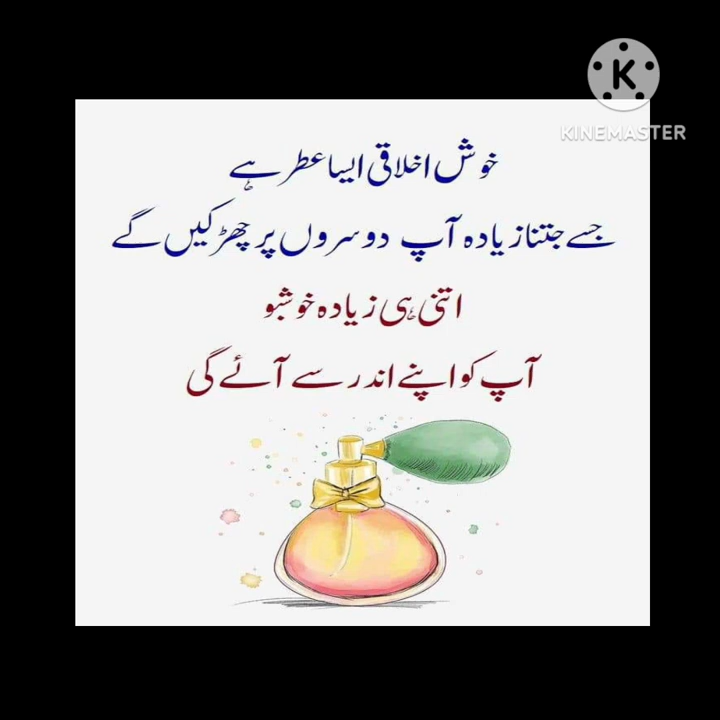 K
KINEMASTER
خوش اخلاقی ایسا عطر ہے
جسے جتنا زیادہ آپ دوسروں پر چھڑکیں گے
اتنی ہی زیادہ خوشبو
آپ کو اپنے اندر سے آئے گی